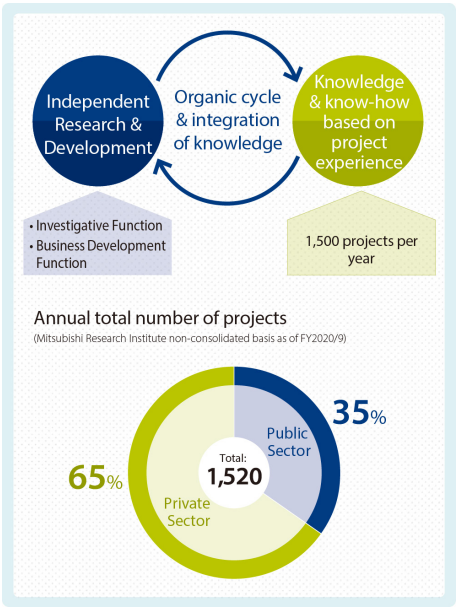 Independent
Research &
Development
Organic cycle
& integration
of knowledge
Knowledge
& know-how
based on
project
experience
• Investigative Function
• Business Development
Function
1,500 projects per
year
Annual total number of projects
(Mitsubishi Research Institute non-consolidated basis as of FY2020/9)
35%
Public
Sector
Total:
1,520
65%
Private
Sector